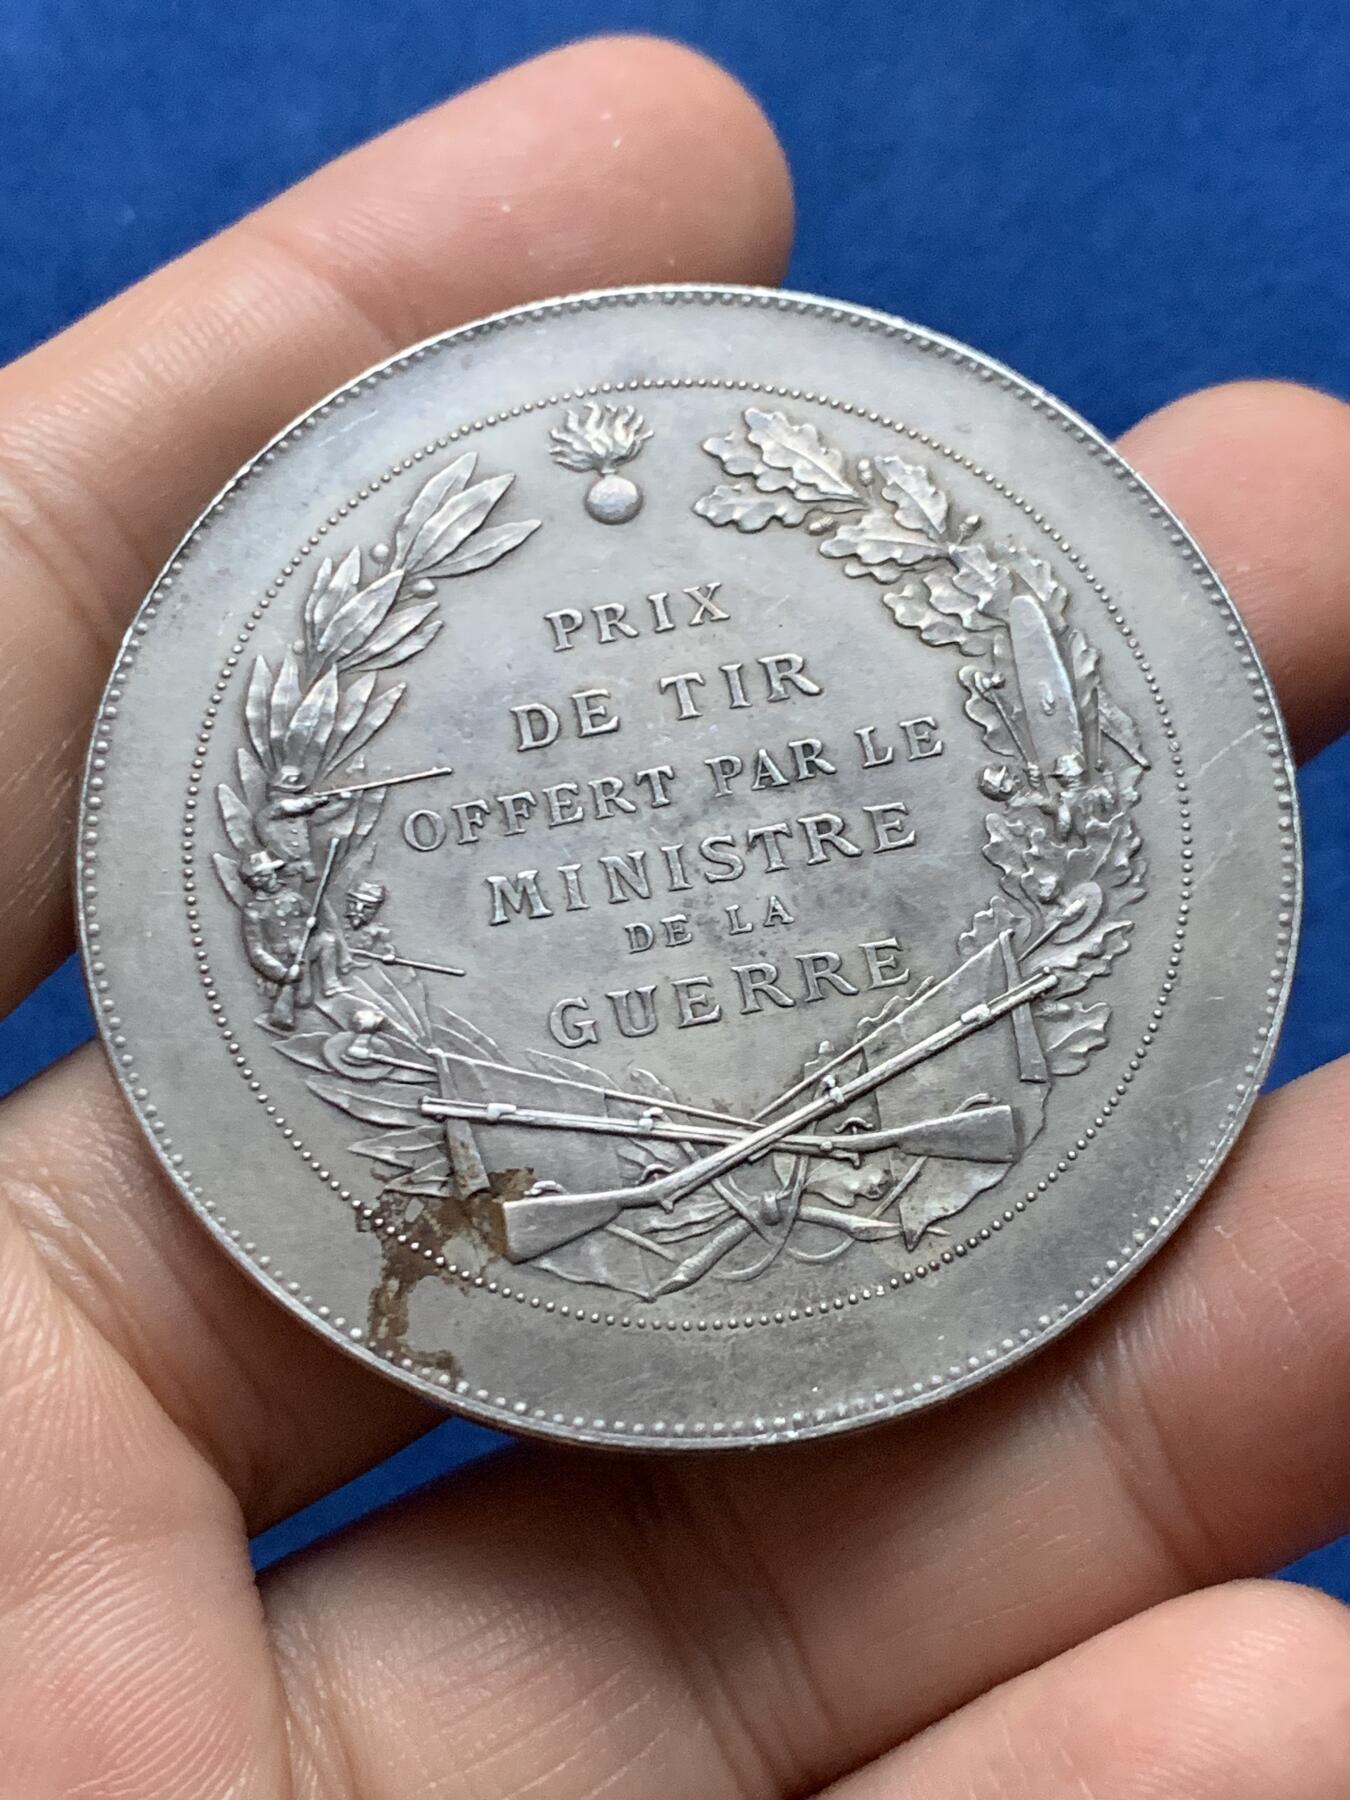 PRIX
DE TIR
OFFERT PAR LE
MINISTRE
DE LA
GUERRE